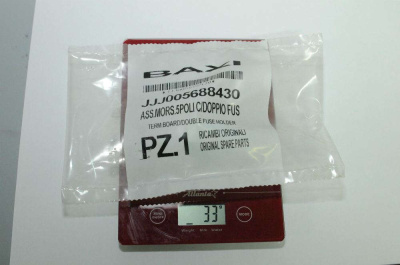 BAXI
JJJ005688430
ASS.MORS.5POLI C/DOPPIO FUS
TERM.BOARD/DOUBLE FUSE HOLDER
PZ.1
RICAMBI ORIGINALI
ORIGINAL SPARE PARTS
Atlanta
33